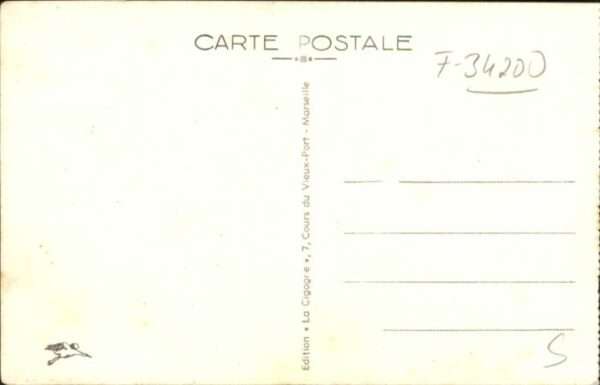 CARTE POSTALE
F-34200
Edition • La Cigogne •, 7, Cours du Vieux-Port - Marseille
S